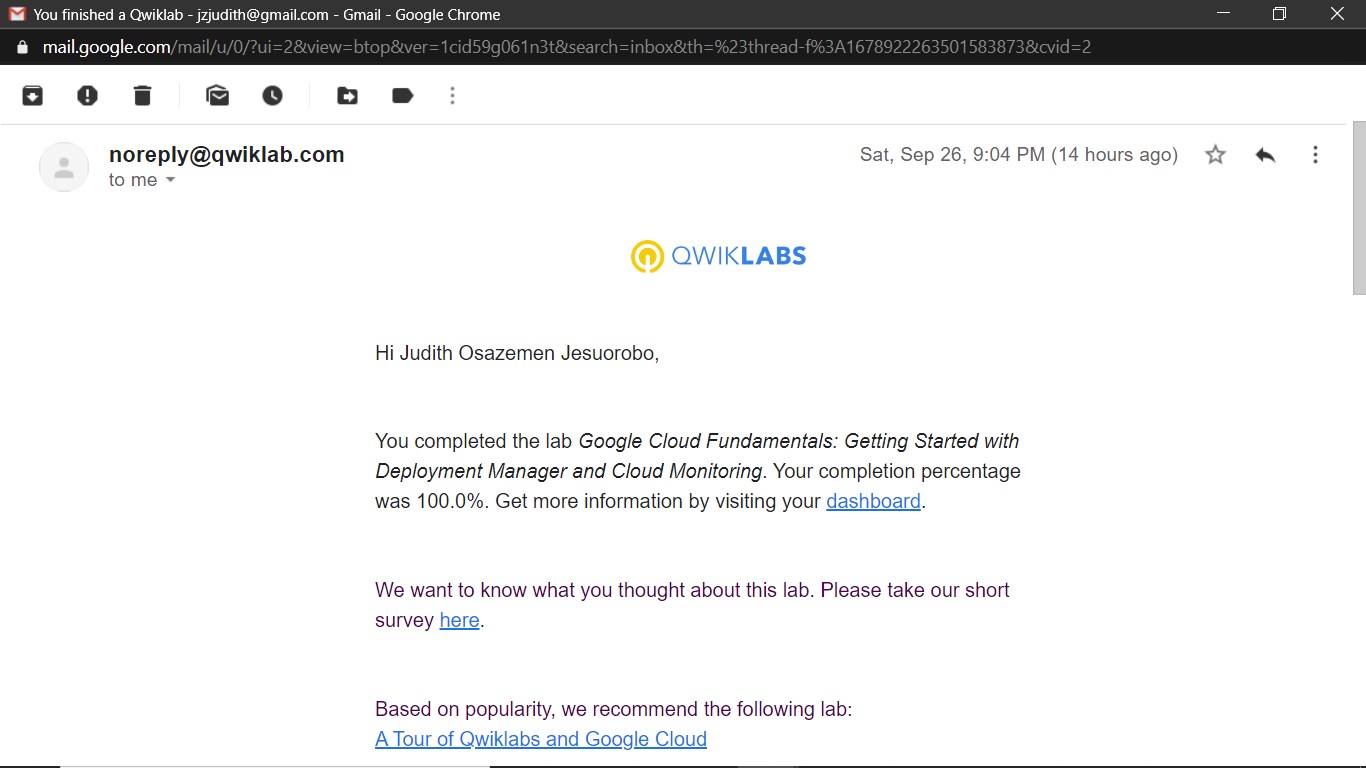 You finished a Qwiklab - jzjudith@gmail.com - Gmail - Google Chrome
mail.google.com/mail/u/0/?ui=2&view=btop&ver=1cid59g061n3t&search=inbox&th=%23thread-f%3A1678922263501583873&cvid=2
noreply@qwiklab.com
Sat, Sep 26, 9:04 PM (14 hours ago)
to me
QWIKLABS
Hi Judith Osazemen Jesuorobo,
You completed the lab Google Cloud Fundamentals: Getting Started with
Deployment Manager and Cloud Monitoring. Your completion percentage
was 100.0%. Get more information by visiting your dashboard.
We want to know what you thought about this lab. Please take our short
survey here.
Based on popularity, we recommend the following lab:
A Tour of Qwiklabs and Google Cloud